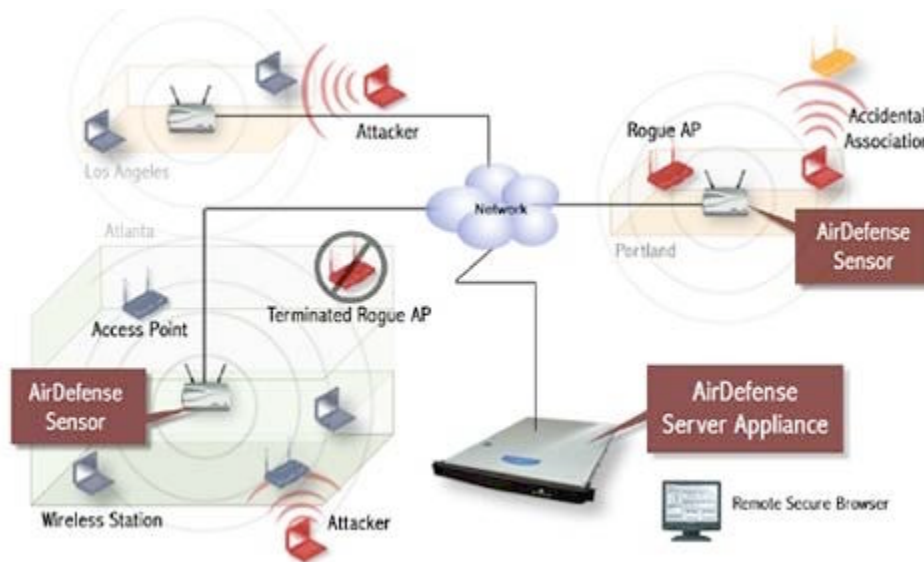 Attacker
Los Angeles
Rogue AP
Accidental
Association
Network
AirDefense
Sensor
Portland
Atlanta
Access Point
Terminated Rogue AP
AirDefense
Sensor
AirDefense
Server Appliance
Wireless Station
Attacker
Remote Secure Browser